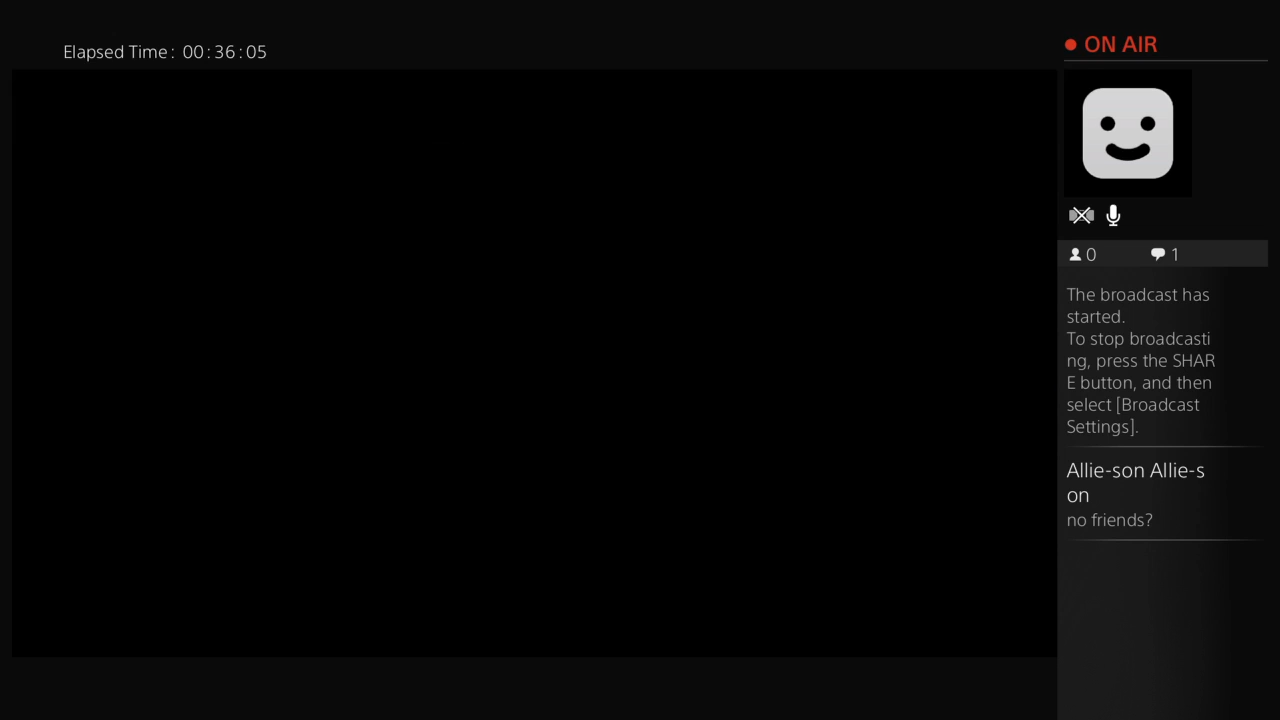 Elapsed Time: 00:36:05
ON AIR
0 1
The broadcast has
started.
To stop broadcasti
ng, press the SHAR
E button, and then
select [Broadcast
Settings].
Allie-son Allie-s
on
no friends?